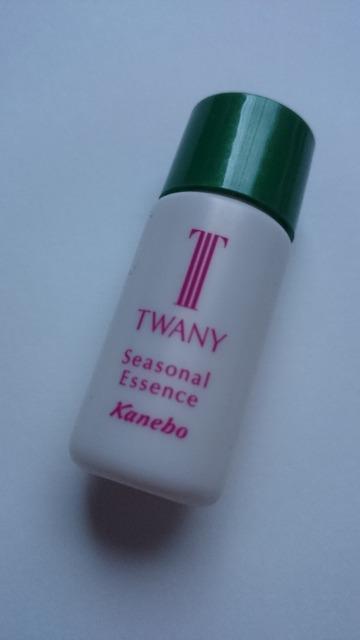 T
TWANY
Seasonal
Essence
Kanebo